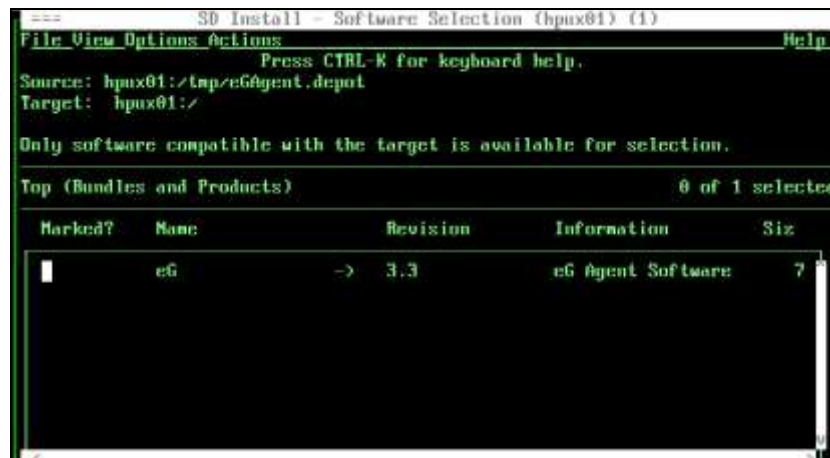 === SD Install - Software Selection (hpux01) (1)
File View Options Actions Help
Press CTRL-K for keyboard help.
Source: hpux01:/tmp/eGAgent.depot
Target: hpux01:/
Only software compatible with the target is available for selection.
Top (Bundles and Products) 0 of 1 selected
Marked? Name Revision Information Siz
eG -> 3.3 eG Agent Software 7